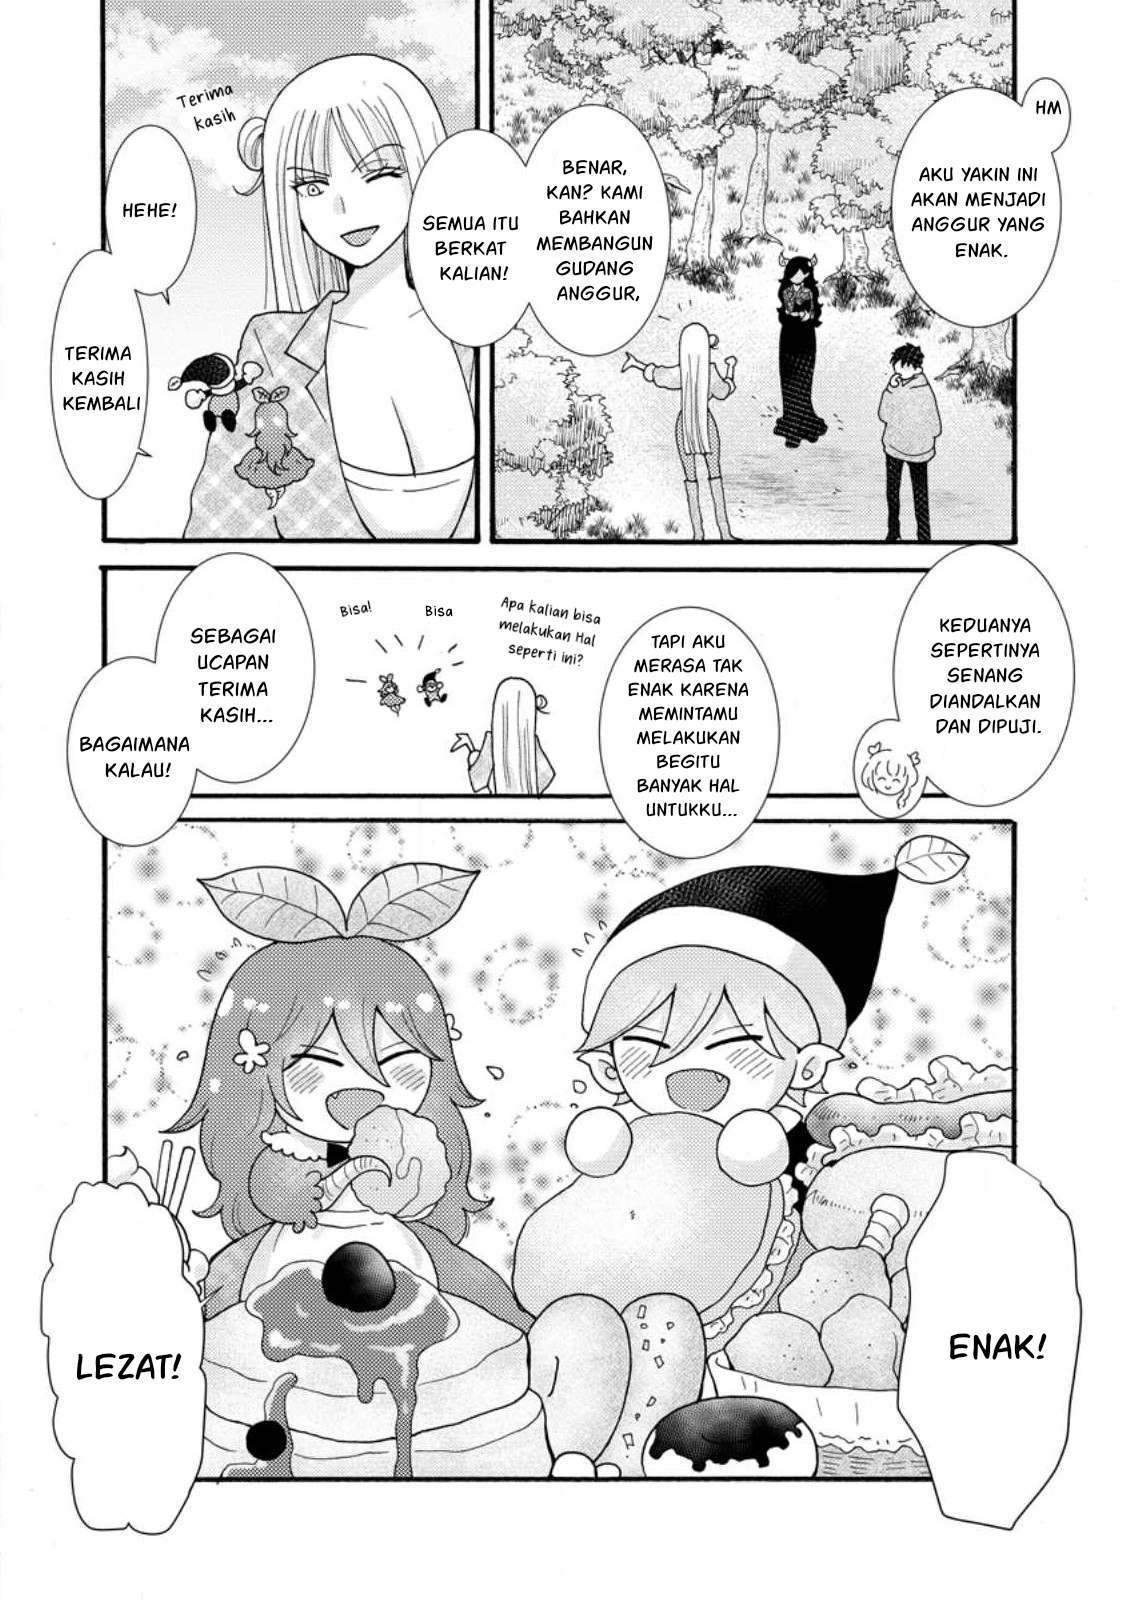 HM
AKU YAKIN INI
AKAN MENJADI
ANGGUR YANG
ENAK.
BENAR,
KAN? KAMI
BAHKAN
MEMBANGUN
GUDANG
ANGGUR,
SEMUA ITU
BERKAT
KALIAN!
Terima
kasih
HEHE!
TERIMA
KASIH
KEMBALI
KEDUANYA
SEPERTINYA
SENANG
DIANDALKAN
DAN DIPUJI.
TAPI AKU
MERASA TAK
ENAK KARENA
MEMINTAMU
MELAKUKAN
BEGITU
BANYAK HAL
UNTUKKU...
Apa kalian bisa
melakukan Hal
seperti ini?
Bisa
Bisa!
SEBAGAI
UCAPAN
TERIMA
KASIH...
BAGAIMANA
KALAU!
ENAK!
LEZAT!